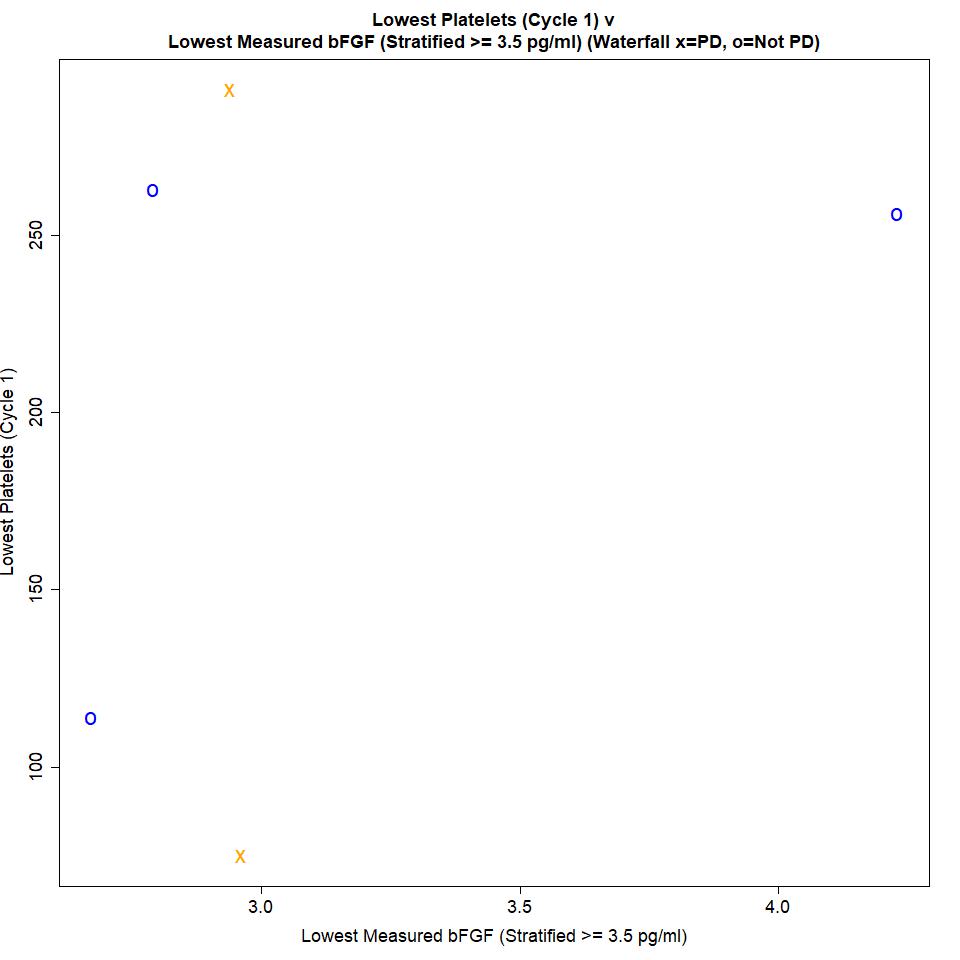 Lowest Platelets (Cycle 1) v
Lowest Measured bFGF (Stratified >= 3.5 pg/ml) (Waterfall x=PD, o=Not PD)
Lowest Platelets (Cycle 1)
250
200
150
100
X
O
O
O
X
3.0 3.5 4.0
Lowest Measured bFGF (Stratified >= 3.5 pg/ml)